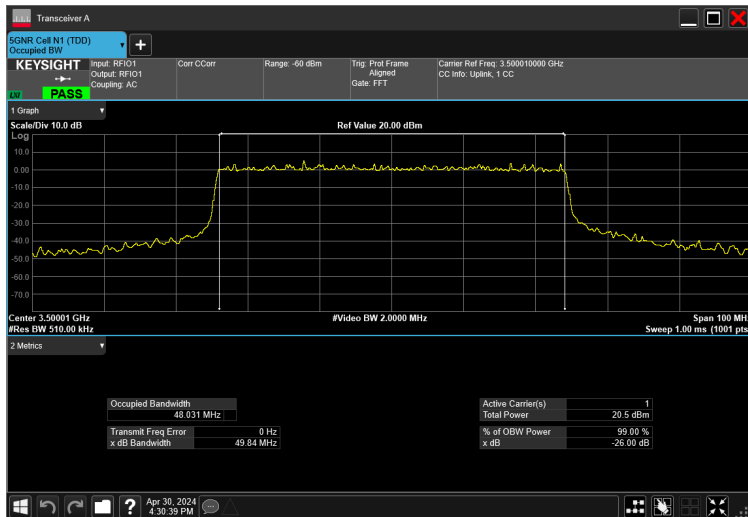 Transceiver A
5GNR Cell N1 (TDD)
Occupied BW
KEYSIGHT
LXI
PASS
Input: RFIO1
Output: RFIO1
Coupling: AC
Corr CCorr
Range: -60 dBm
Trig: Prot Frame
Aligned
Gate: FFT
Carrier Ref Freq: 3.500010000 GHz
CC Info: Uplink, 1 CC
1 Graph
Scale/Div 10.0 dB
Ref Value 20.00 dBm
Log
10.0
0.00
-10.0
-20.0
-30.0
-40.0
-50.0
-60.0
-70.0
Center 3.50001 GHz
#Video BW 2.0000 MHz
Span 100 MH
#Res BW 510.00 kHz
Sweep 1.00 ms (1001 pts
2 Metrics
Occupied Bandwidth
48.031 MHz
Transmit Freq Error 0 Hz
x dB Bandwidth 49.84 MHz
Active Carrier(s) 1
Total Power 20.5 dBm
% of OBW Power 99.00 %
x dB -26.00 dB
Apr 30, 2024
4:30:39 PM